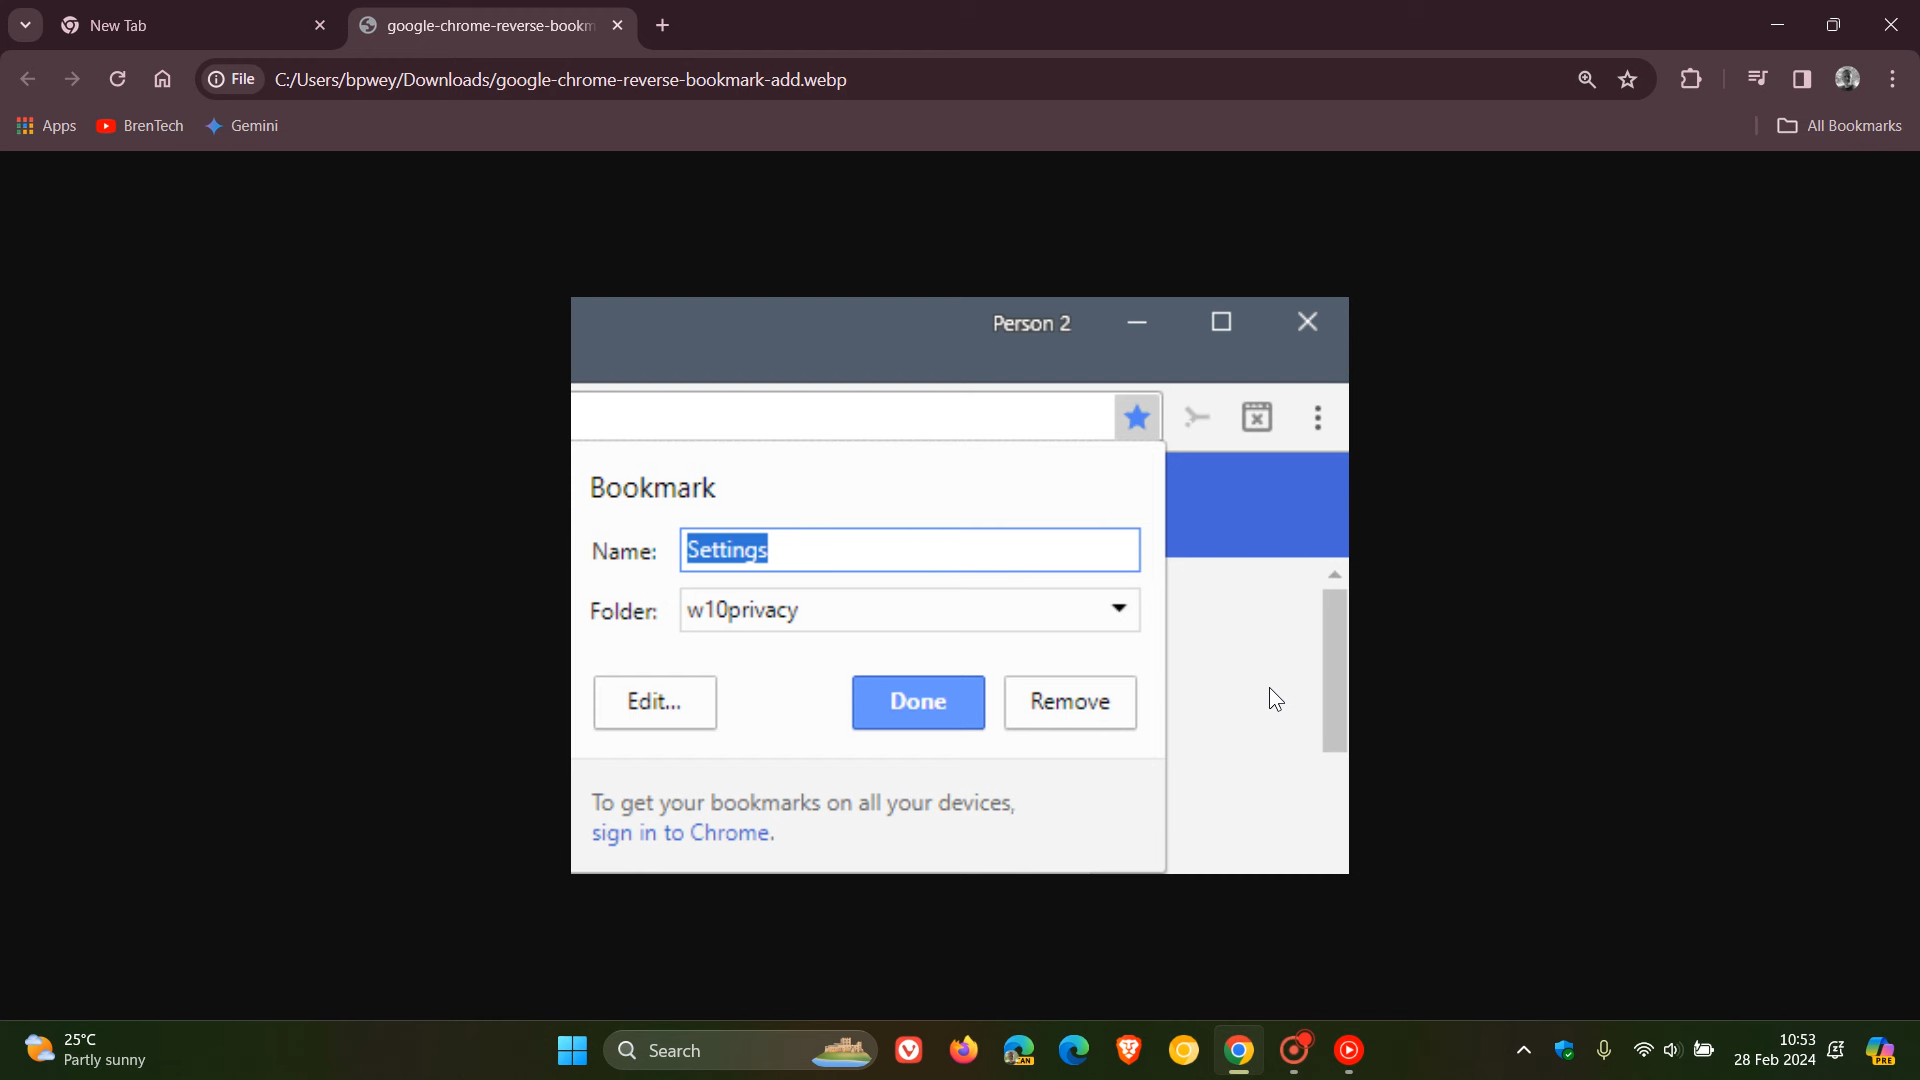 New Tab
google-chrome-reverse-bookm
File
C:/Users/bpwey/Downloads/google-chrome-reverse-bookmark-add.webp
Apps
BrenTech
Gemini
All Bookmarks
Person 2
Bookmark
Name:
Settings
Folder:
w10privacy
Edit...
Done
Remove
To get your bookmarks on all your devices,
sign in to Chrome.
25°C
Partly sunny
Search
CAN
10:53
28 Feb 2024
PRE